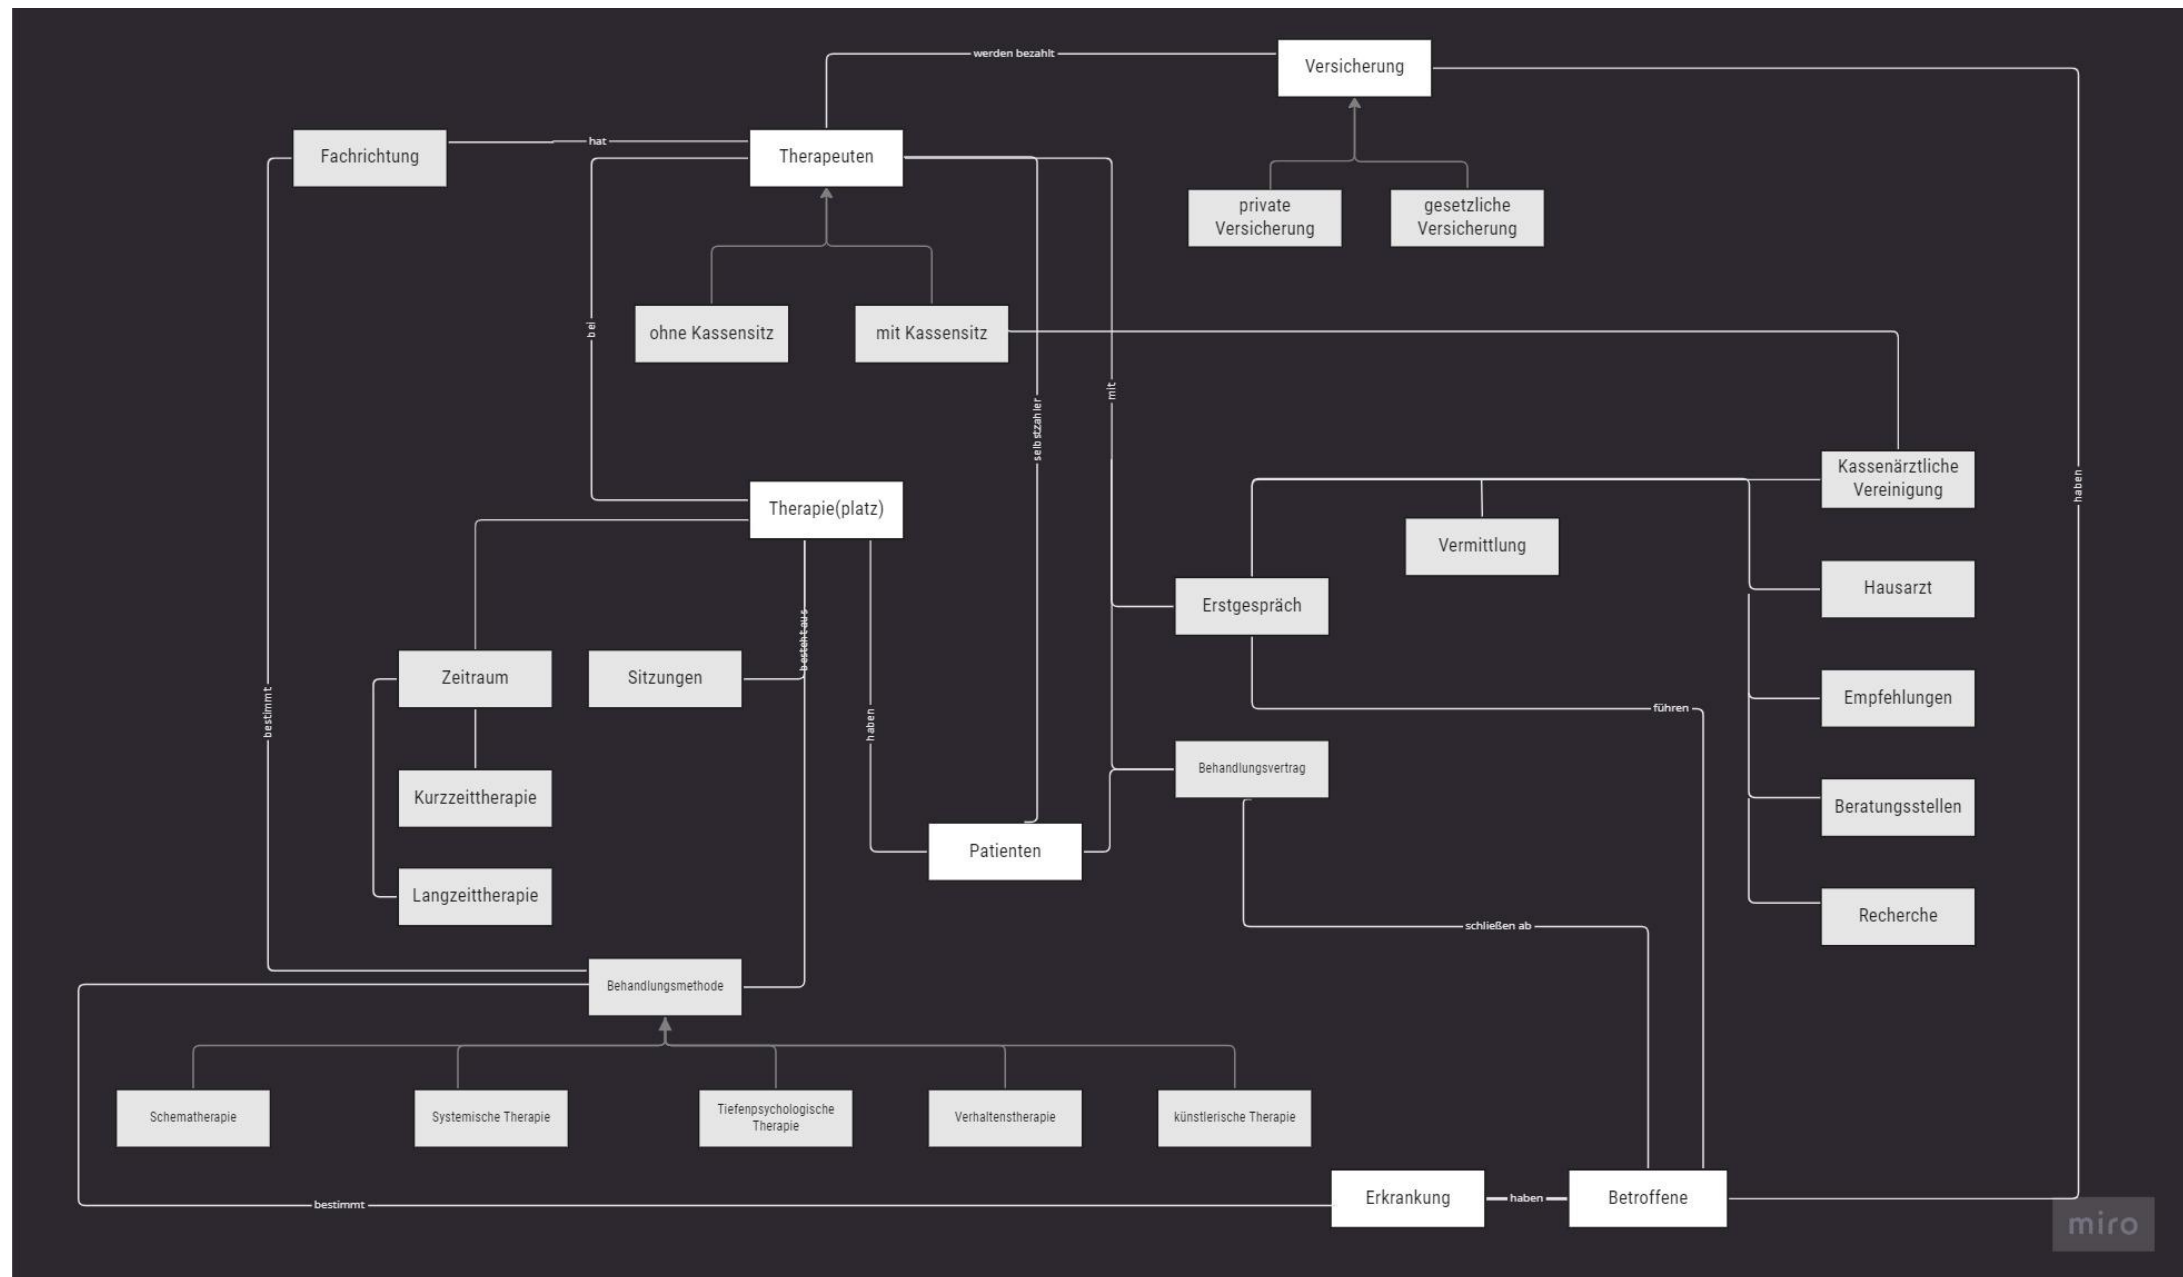 werden bezahlt
Versicherung
Fachrichtung
hat
Therapeuten
private
Versicherung
gesetzliche
Versicherung
bei
ohne Kassensitz
mit Kassensitz
mit
selbstzahler
haben
Kassenärztliche
Vereinigung
Therapie(platz)
Vermittlung
Hausarzt
Erstgespräch
besteht aus
Zeitraum
Sitzungen
Empfehlungen
bestimmt
haben
führen
Behandlungsvertrag
Kurzzeittherapie
Beratungsstellen
Patienten
Langzeittherapie
Recherche
schließen ab
Behandlungsmethode
Schematherapie
Systemische Therapie
Tiefenpsychologische
Therapie
Verhaltenstherapie
künstlerische Therapie
bestimmt
Erkrankung
haben
Betroffene
miro